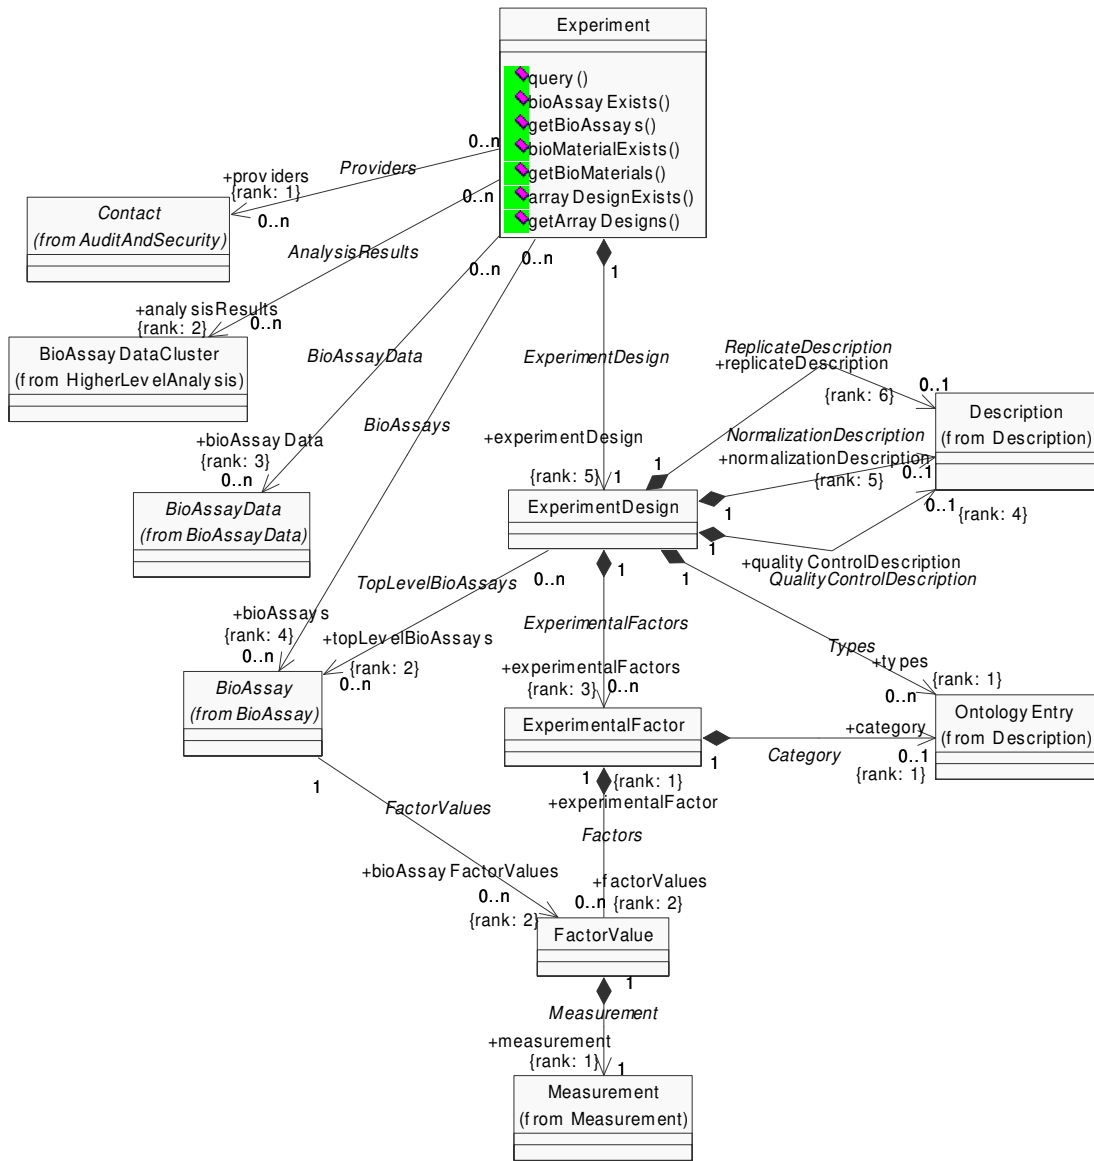 Experiment
query()
bioAssayExists()
getBioAssays()
bioMaterialExists()
getBioMaterials()
arrayDesignExists()
getArrayDesigns()
0..n
Providers
+providers
{rank: 1}
0..n
Contact
(from AuditAndSecurity)
0..n
AnalysisResults
+analysisResults
{rank: 2}
0..n
BioAssayDataCluster
(from HigherLevelAnalysis)
0..n
BioAssayData
+bioAssayData
{rank: 3}
0..n
BioAssayData
(from BioAssayData)
0..n
BioAssays
+bioAssays
{rank: 4}
0..n
BioAssay
(from BioAssay)
1
ExperimentDesign
+experimentDesign
{rank: 5}
1
ExperimentDesign
ReplicateDescription
+replicateDescription
{rank: 6}
0..1
1
Description
(from Description)
NormalizationDescription
+normalizationDescription
0..1
{rank: 5}
1
0..1
{rank: 4}
1
+qualityControlDescription
QualityControlDescription
0..n
TopLevelBioAssays
+topLevelBioAssays
{rank: 2}
0..n
1
ExperimentalFactors
+experimentalFactors
{rank: 3}
0..n
ExperimentalFactor
1
Types
+types
{rank: 1}
0..n
OntologyEntry
(from Description)
+category
Category
1
0..1
{rank: 1}
1
{rank: 1}
+experimentalFactor
Factors
+factorValues
0..n
{rank: 2}
1
FactorValues
+bioAssayFactorValues
0..n
{rank: 2}
FactorValue
1
Measurement
+measurement
{rank: 1}
1
Measurement
(from Measurement)